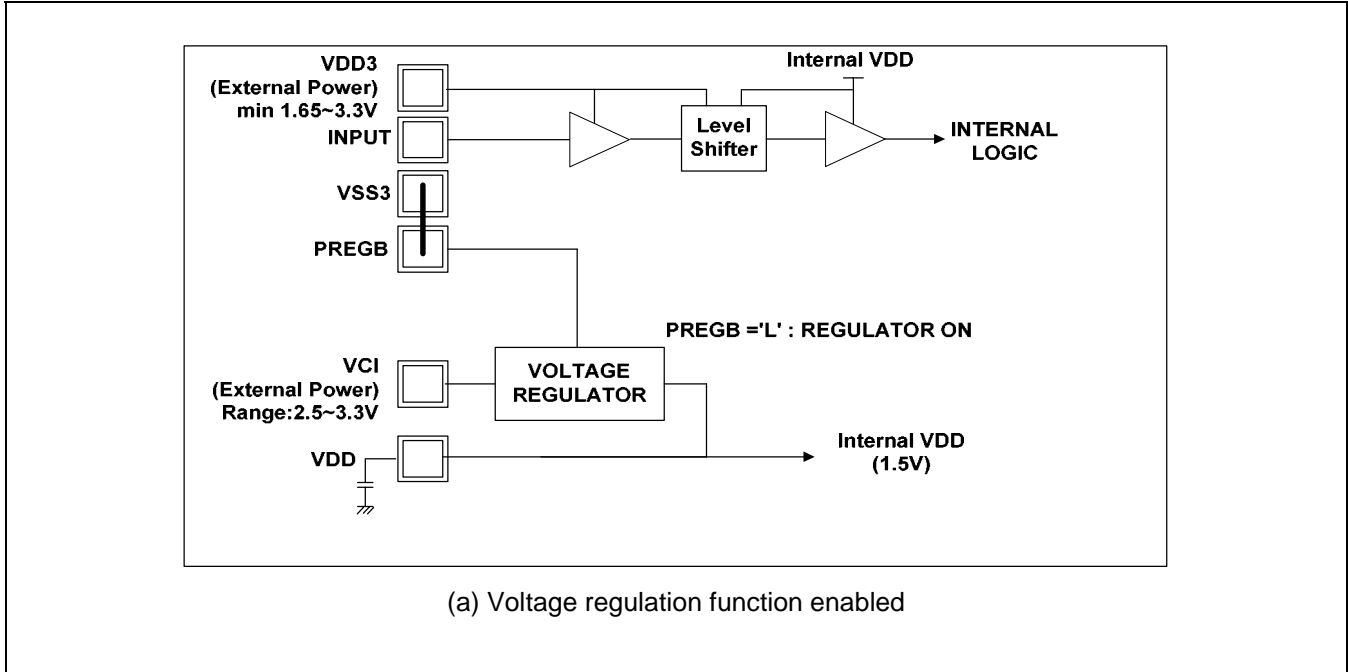 VDD3
(External Power)
min 1.65~3.3V
INPUT
VSS3
PREGB
Internal VDD
Level
Shifter
INTERNAL
LOGIC
PREGB ='L' : REGULATOR ON
VCI
(External Power)
Range:2.5~3.3V
VOLTAGE
REGULATOR
VDD
Internal VDD
(1.5V)
(a) Voltage regulation function enabled